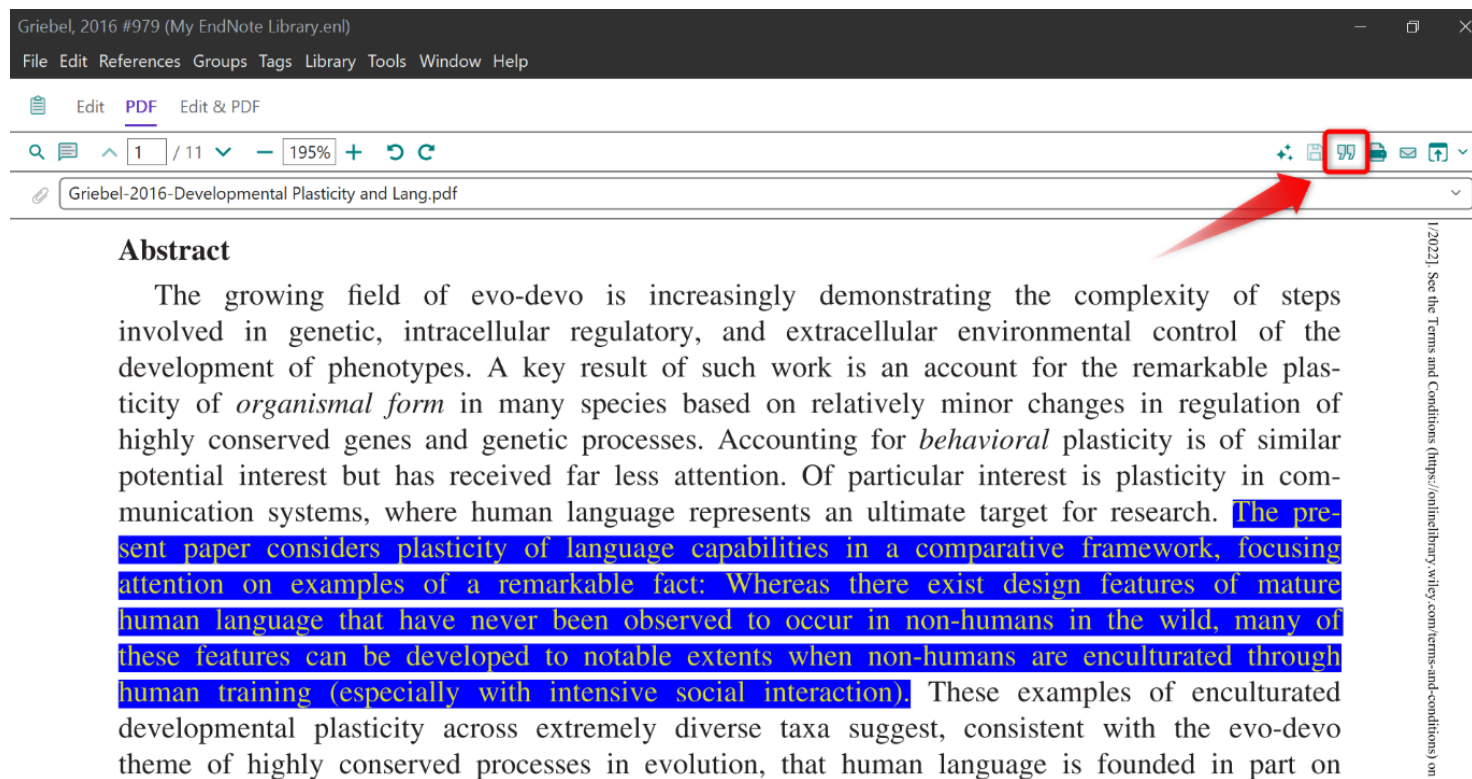 Griebel, 2016 #979 (My EndNote Library.enl)
File Edit References Groups Tags Library Tools Window Help
Edit PDF Edit & PDF
1 / 11 195%
Griebel-2016-Developmental Plasticity and Lang.pdf
Abstract
The growing field of evo-devo is increasingly demonstrating the complexity of steps
involved in genetic, intracellular regulatory, and extracellular environmental control of the
development of phenotypes. A key result of such work is an account for the remarkable plas-
ticity of organismal form in many species based on relatively minor changes in regulation of
highly conserved genes and genetic processes. Accounting for behavioral plasticity is of similar
potential interest but has received far less attention. Of particular interest is plasticity in com-
munication systems, where human language represents an ultimate target for research. The pre-
sent paper considers plasticity of language capabilities in a comparative framework, focusing
attention on examples of a remarkable fact: Whereas there exist design features of mature
human language that have never been observed to occur in non-humans in the wild, many of
these features can be developed to notable extents when non-humans are enculturated through
human training (especially with intensive social interaction). These examples of enculturated
developmental plasticity across extremely diverse taxa suggest, consistent with the evo-devo
theme of highly conserved processes in evolution, that human language is founded in part on
1/2022]. See the Terms and Conditions (https://onlinelibrary.wiley.com/terms-and-conditions) on